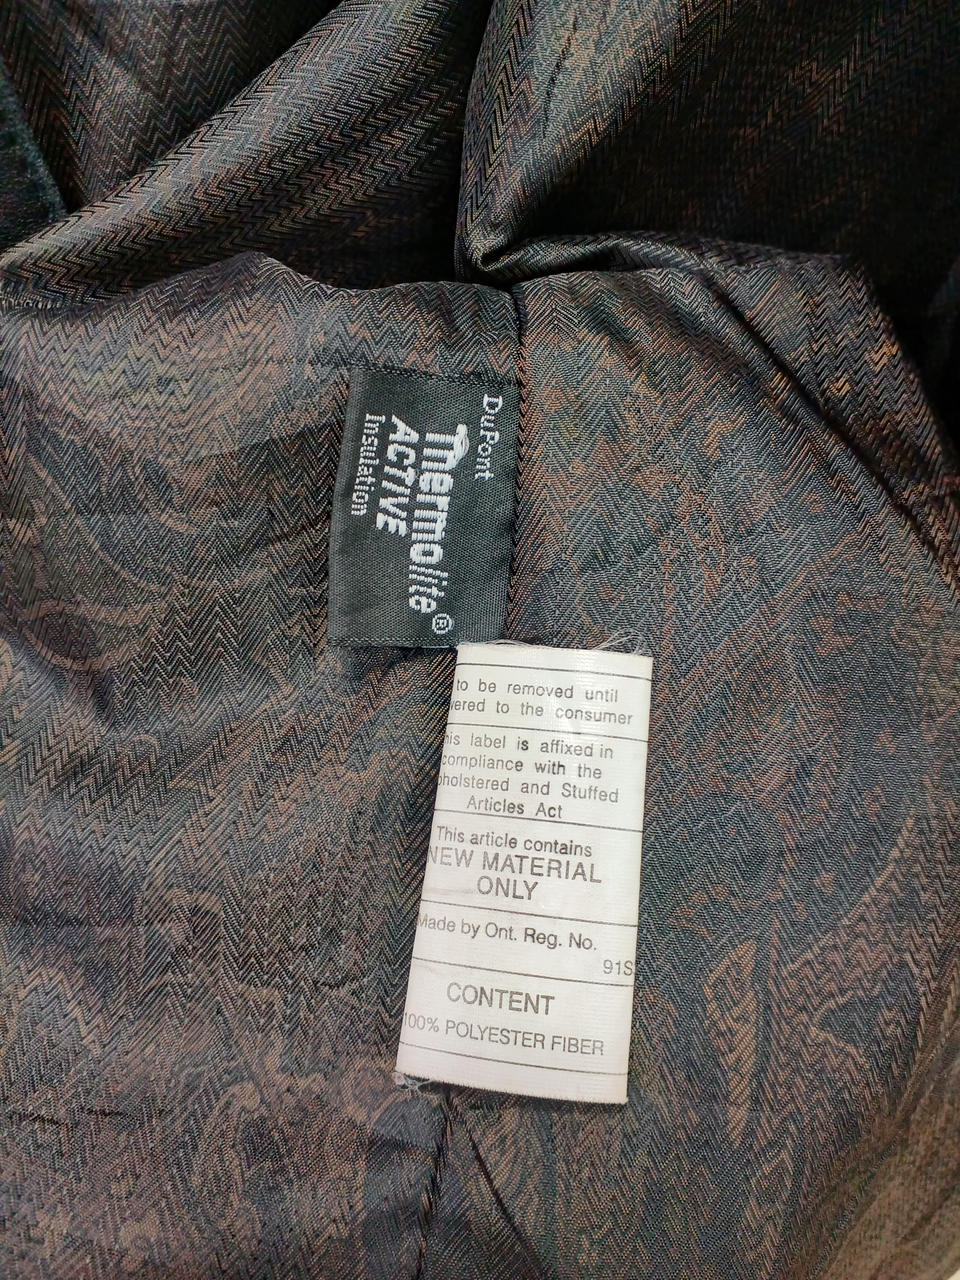 DuPont
Thermolite®
ACTIVE
Insulation
to be removed until
vered to the consumer
his label is affixed in
compliance with the
pholstered and Stuffed
Articles Act
This article contains
NEW MATERIAL
ONLY
Made by Ont. Reg. No.
91S
CONTENT
100% POLYESTER FIBER